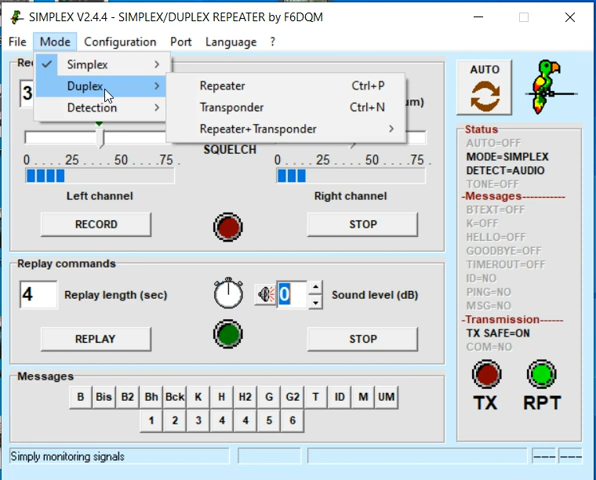 SIMPLEX V2.4.4 - SIMPLEX/DUPLEX REPEATER by F6DQM
File Mode Configuration Port Language ?
Simplex
Duplex
Detection
Repeater Ctrl+P
Transponder Ctrl+N
Repeater+Transponder
3
SQUELCH
0 . . . . 25 . . . . 50 . . . . 75 .
0 . . . . 25 . . . . 50 . . . . 75 .
Left channel
Right channel
RECORD
STOP
Replay commands
4 Replay length (sec)
0 Sound level (dB)
REPLAY
STOP
Messages
B Bis B2 Bh Bck K H H2 G G2 T ID M UM
1 2 3 4 4 5 6
AUTO
Status
AUTO=OFF
MODE=SIMPLEX
DETECT=AUDIO
TONE=OFF
-Messages-----------
BTEXT=OFF
K=OFF
HELLO=OFF
GOODBYE=OFF
TIMEROUT=OFF
ID=NO
PING=NO
MSG=NO
-Transmission------
TX SAFE=ON
COM=NO
TX RPT
Simply monitoring signals
--- ---